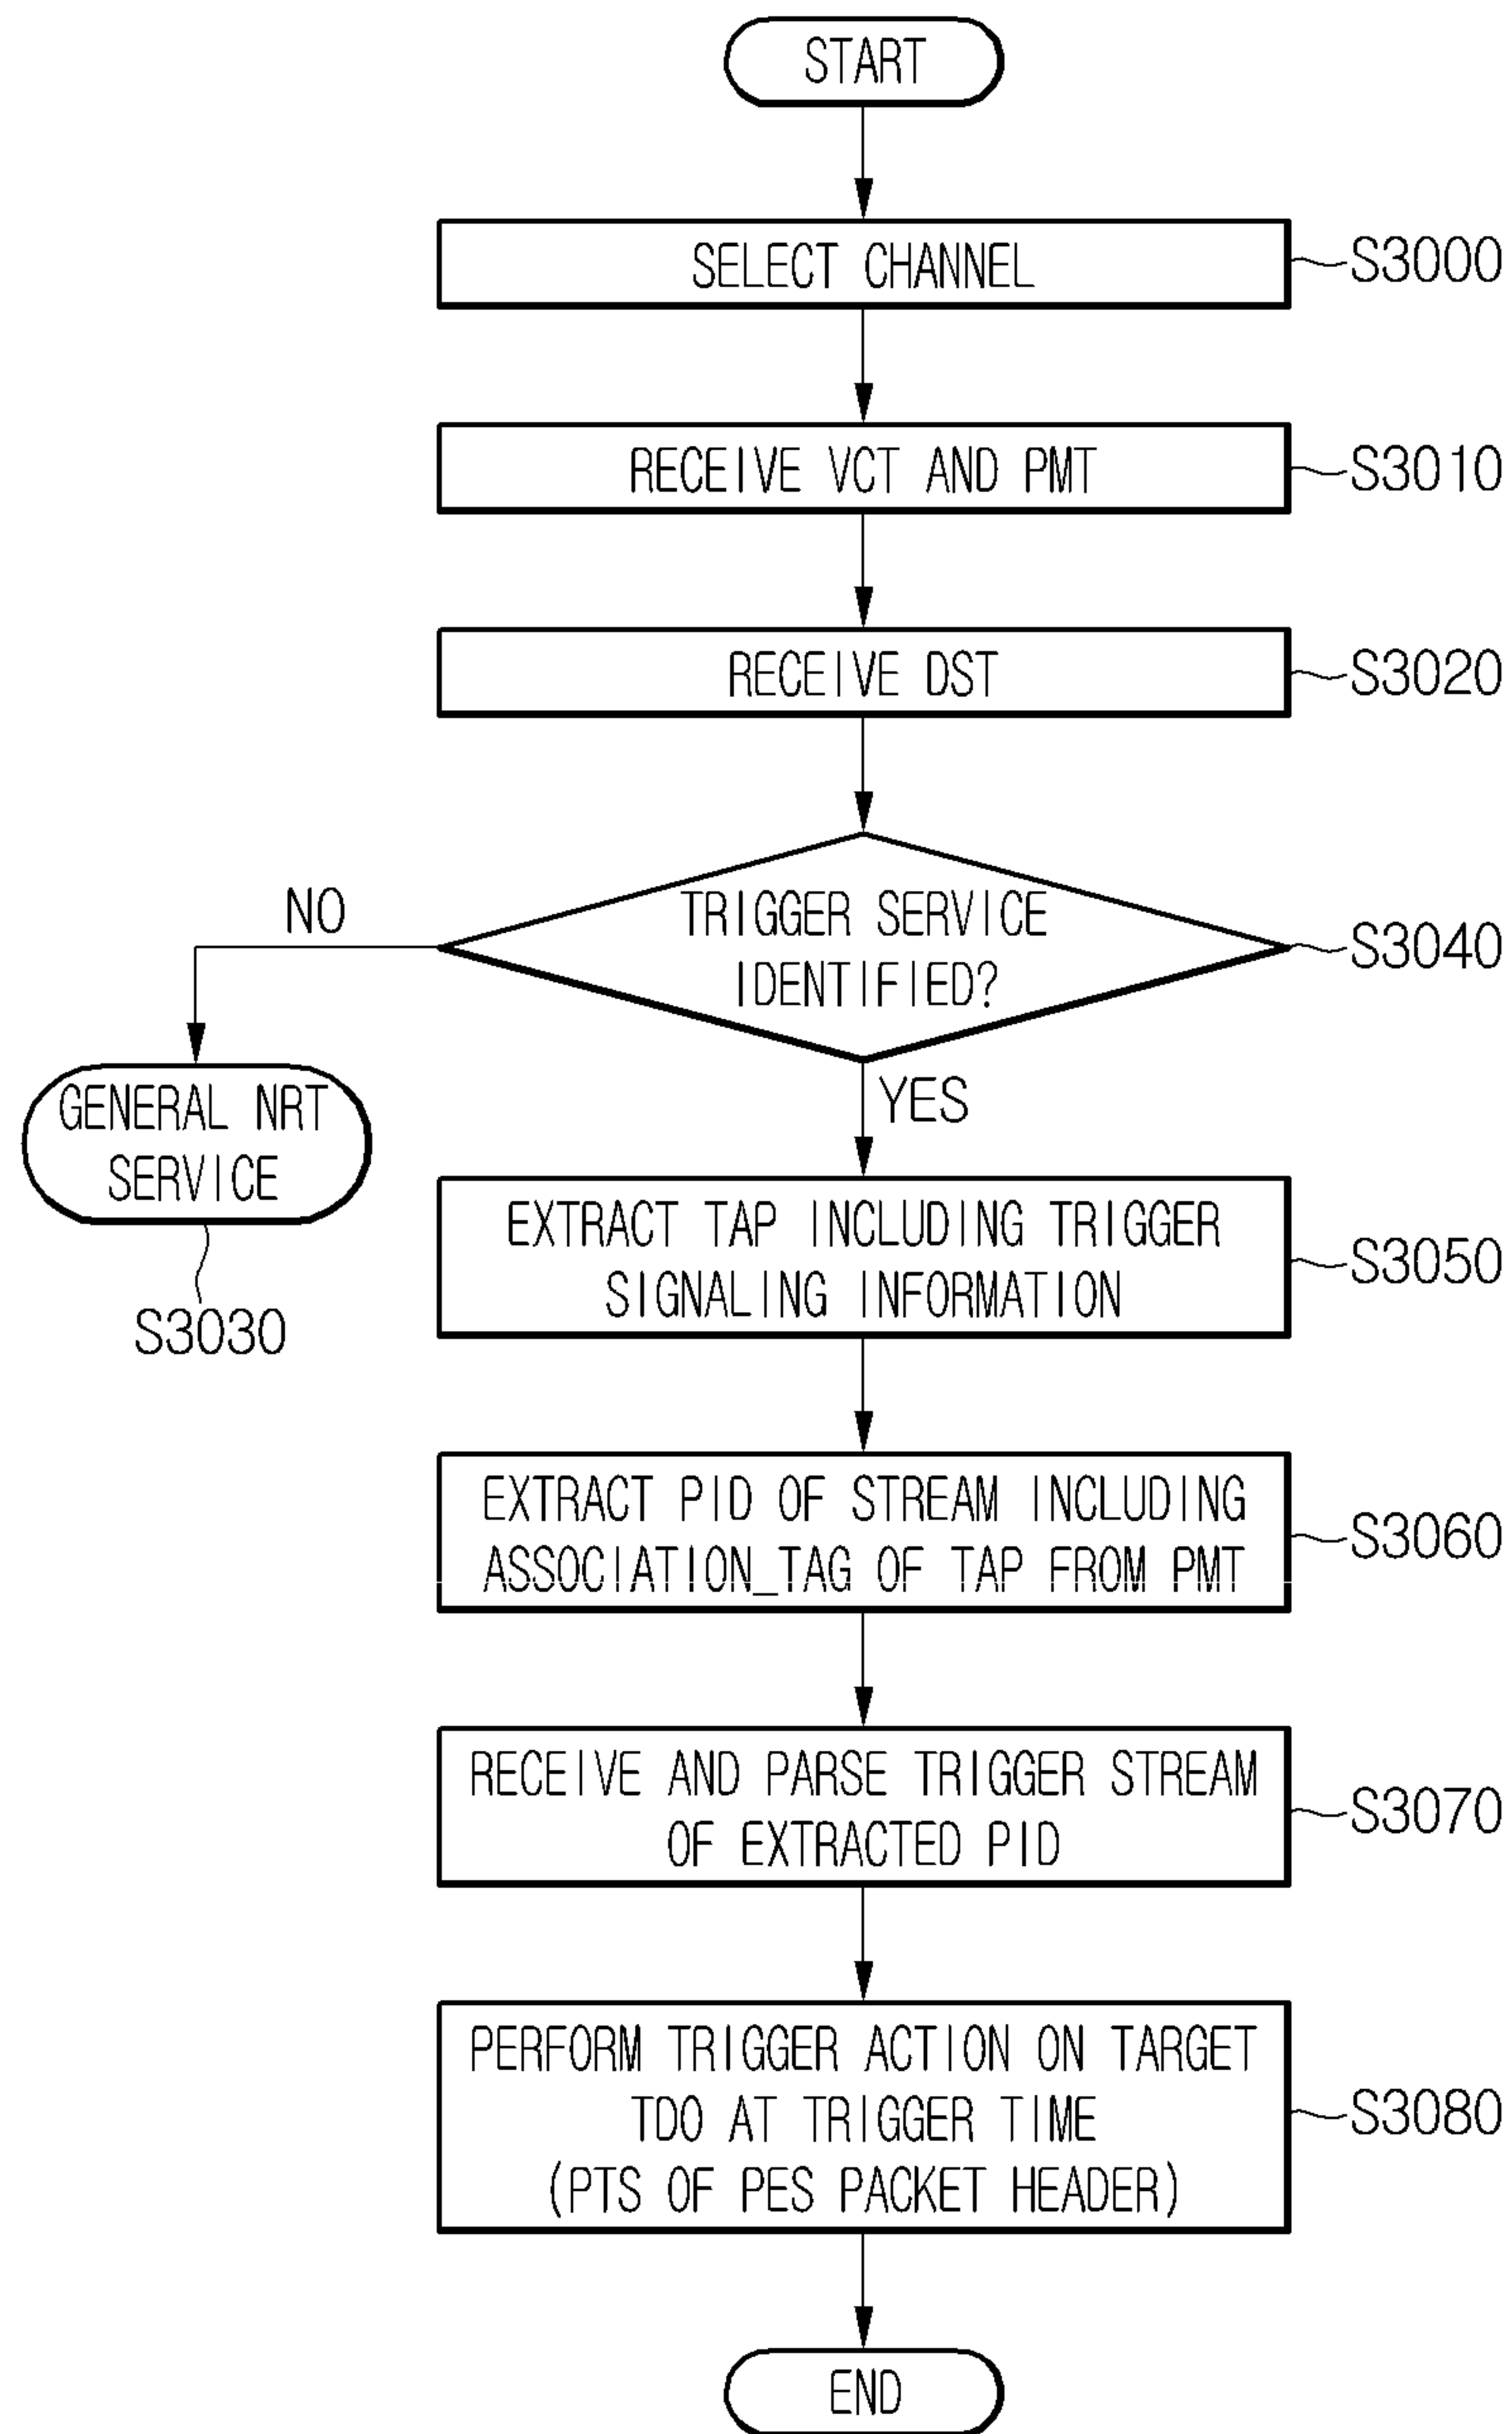 START
SELECT CHANNEL
S3000
RECEIVE VCT AND PMT
S3010
RECEIVE DST
S3020
TRIGGER SERVICE
IDENTIFIED?
S3040
NO
YES
GENERAL NRT
SERVICE
S3030
EXTRACT TAP INCLUDING TRIGGER
SIGNALING INFORMATION
S3050
EXTRACT PID OF STREAM INCLUDING
ASSOCIATION_TAG OF TAP FROM PMT
S3060
RECEIVE AND PARSE TRIGGER STREAM
OF EXTRACTED PID
S3070
PERFORM TRIGGER ACTION ON TARGET
TDO AT TRIGGER TIME
(PTS OF PES PACKET HEADER)
S3080
END